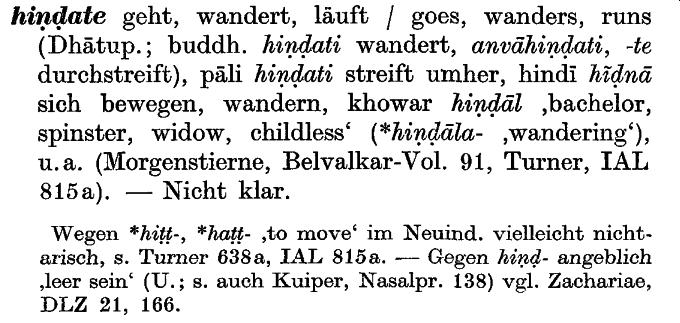 hiṇḍate geht, wandert, läuft / goes, wanders, runs
(Dhātup.; buddh. hiṇḍati wandert, anvāhiṇḍati, -te
durchstreift), pāli hiṇḍati streift umher, hindī hīḍnā
sich bewegen, wandern, khowar hiṇḍāl ‚bachelor,
spinster, widow, childless‘ (*hiṇḍāla- ‚wandering‘),
u.a. (Morgenstierne, Belvalkar-Vol. 91, Turner, IAL
815a). — Nicht klar.
Wegen *hiṭṭ-, *haṭṭ- ‚to move‘ im Neuind. vielleicht nicht-
arisch, s. Turner 638a, IAL 815a. — Gegen hiṇḍ- angeblich
‚leer sein‘ (U.; s. auch Kuiper, Nasalpr. 138) vgl. Zachariae,
DLZ 21, 166.